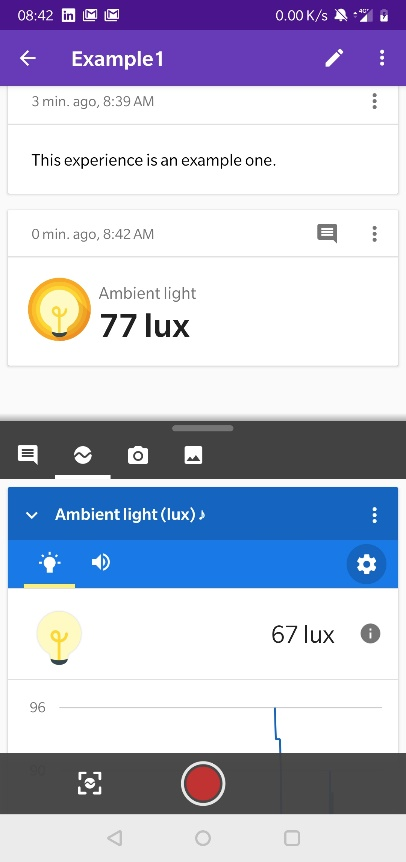 08:42 0.00 K/s 4G+
Example1
3 min. ago, 8:39 AM
This experience is an example one.
0 min. ago, 8:42 AM
Ambient light
77 lux
Ambient light (lux) ♪
67 lux
96